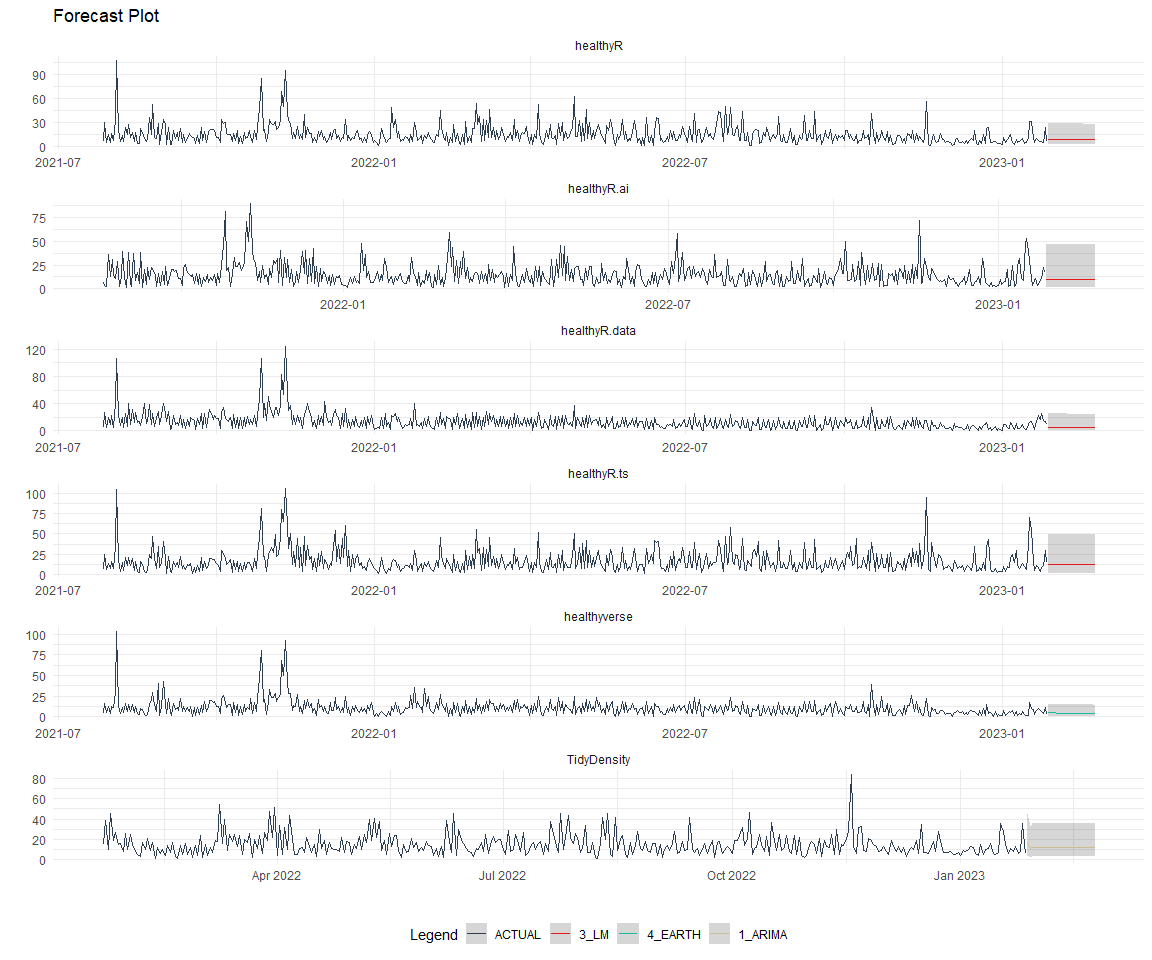 Forecast Plot
healthyR
90
60
30
0
2021-07 2022-01 2022-07 2023-01
healthyR.ai
75
50
25
0
2022-01 2022-07 2023-01
healthyR.data
120
80
40
0
2021-07 2022-01 2022-07 2023-01
healthyR.ts
100
75
50
25
0
2021-07 2022-01 2022-07 2023-01
healthyverse
100
75
50
25
0
2021-07 2022-01 2022-07 2023-01
TidyDensity
80
60
40
20
0
Apr 2022 Jul 2022 Oct 2022 Jan 2023
Legend ACTUAL 3_LM 4_EARTH 1_ARIMA